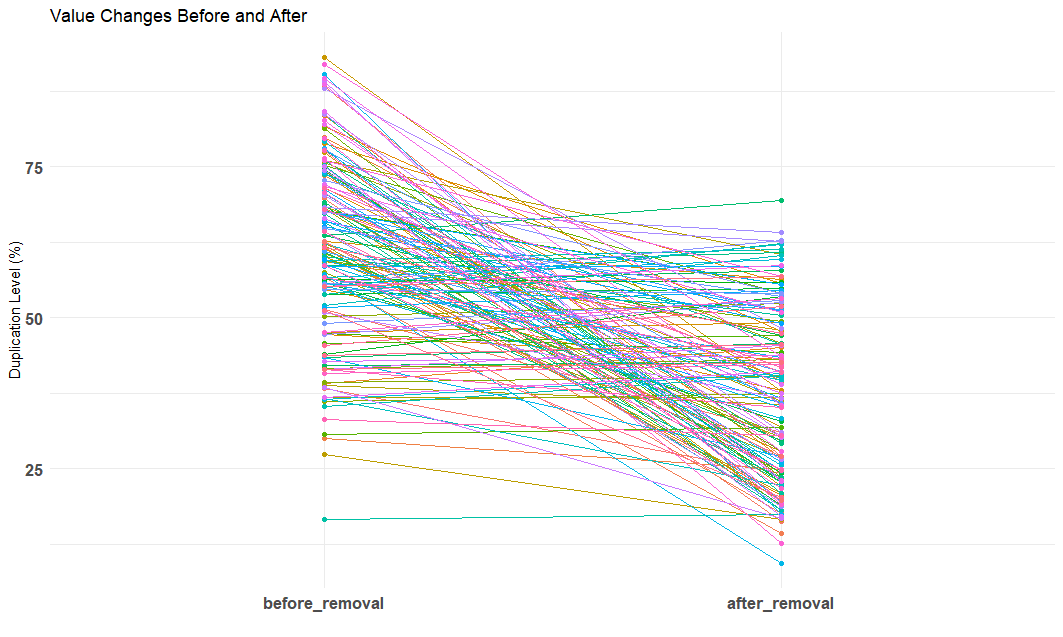 Value Changes Before and After
Duplication Level (%)
75
50
25
before_removal
after_removal